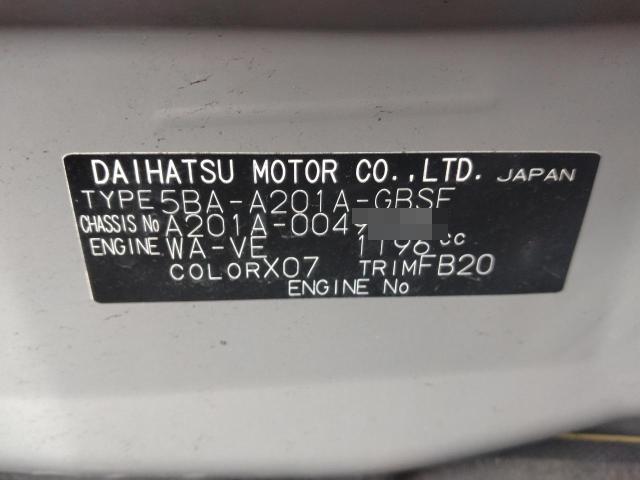 DAIHATSU MOTOR CO.,LTD. JAPAN
TYPE 5BA-A201A-GBSF
CHASSIS No A201A-004
ENGINE WA-VE 1196 cc
COLOR X07 TRIM FB20
ENGINE No